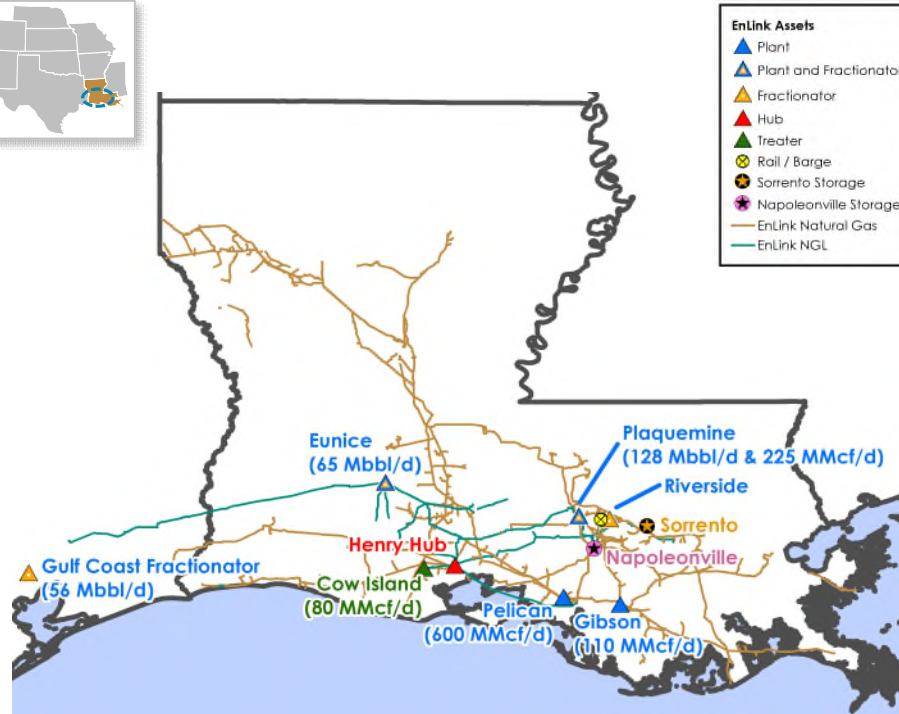 EnLink Assets
Plant
Plant and Fractionator
Fractionator
Hub
Treater
Rail / Barge
Sorrento Storage
Napoleonville Storage
EnLink Natural Gas
EnLink NGL
Eunice
(65 Mbbl/d)
Plaquemine
(128 Mbbl/d & 225 MMcf/d)
Riverside
Sorrento
Henry Hub
Napoleonville
Gulf Coast Fractionator
(56 Mbbl/d)
Cow Island
(80 MMcf/d)
Pelican
(600 MMcf/d)
Gibson
(110 MMcf/d)